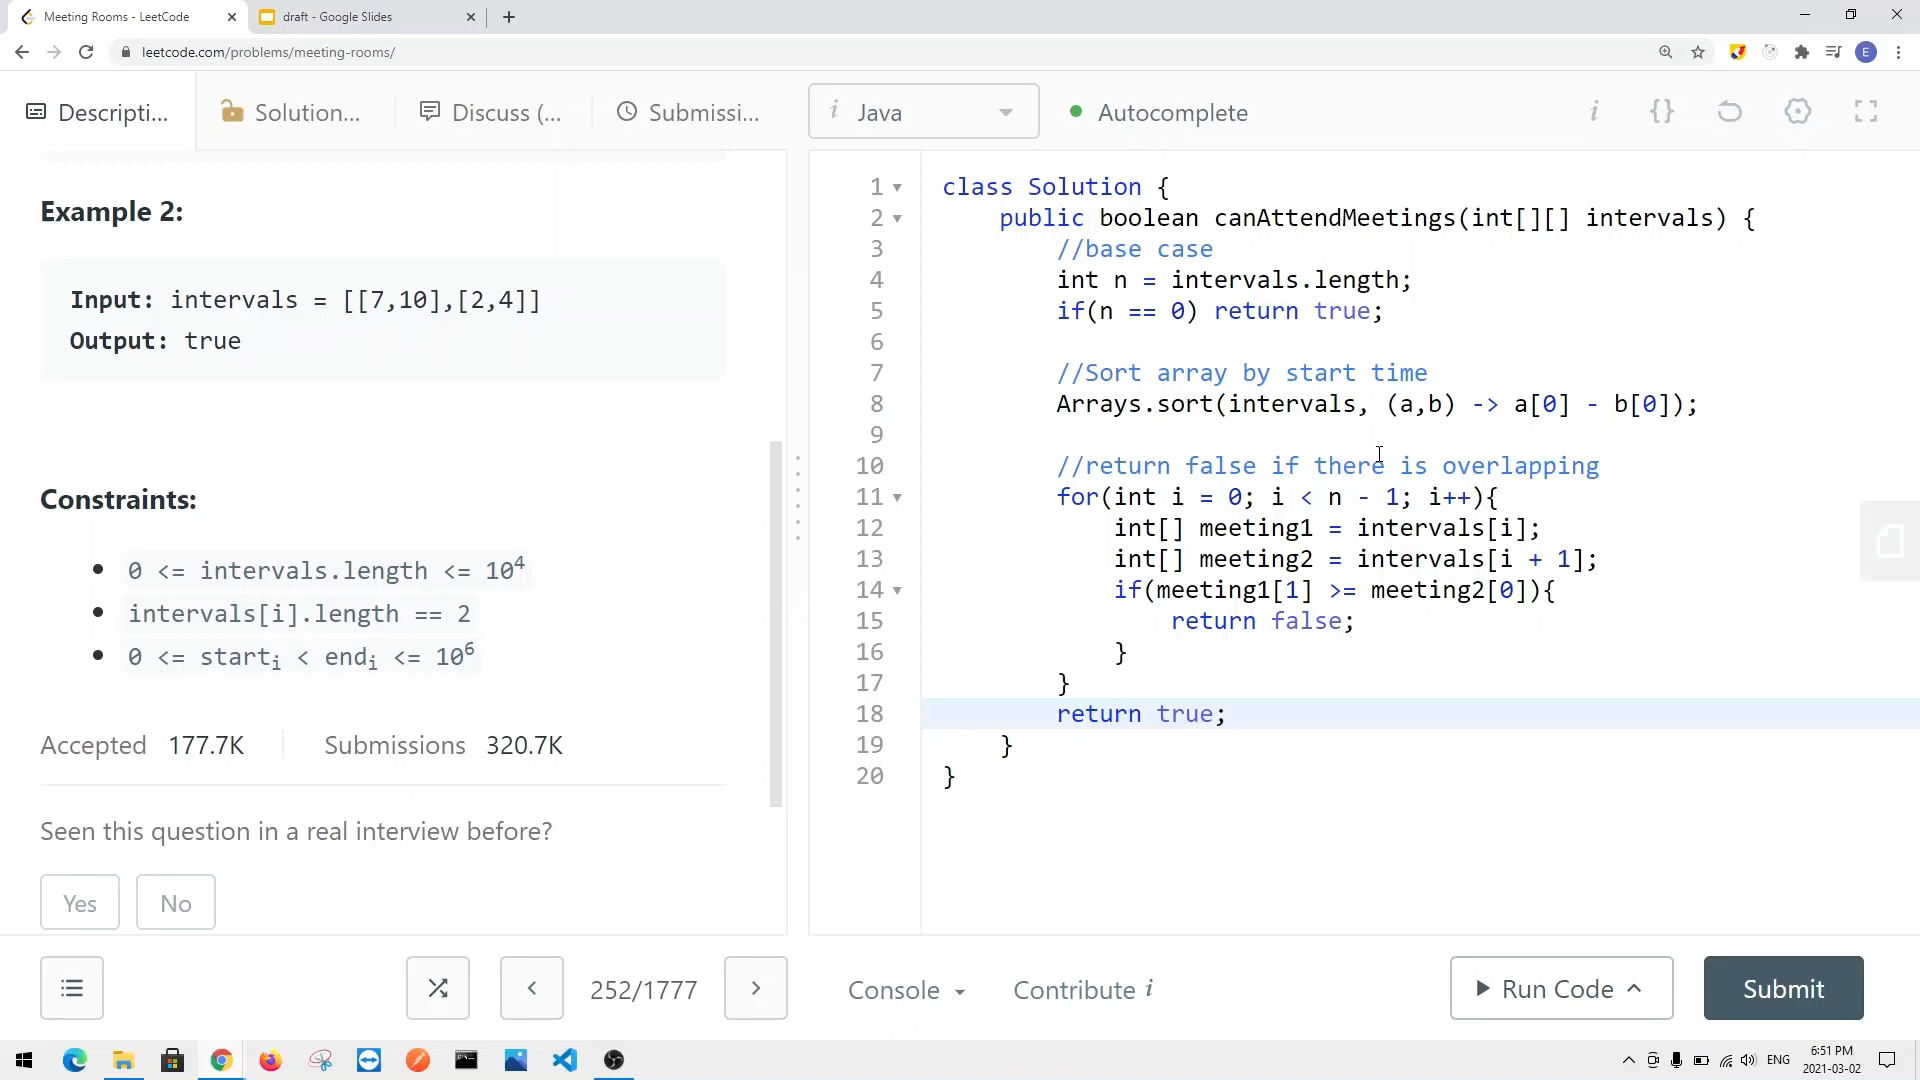 Meeting Rooms - LeetCode
draft - Google Slides
leetcode.com/problems/meeting-rooms/
E
Descripti...
Solution...
Discuss (...
Submissi...
i Java
Autocomplete
i {}
Example 2:
Input: intervals = [[7,10],[2,4]]
Output: true
Constraints:
0 <= intervals.length <= 10^4
intervals[i].length == 2
0 <= start_i < end_i <= 10^6
Accepted 177.7K
Submissions 320.7K
Seen this question in a real interview before?
Yes
No
1 class Solution {
2     public boolean canAttendMeetings(int[][] intervals) {
3         //base case
4         int n = intervals.length;
5         if(n == 0) return true;
6
7         //Sort array by start time
8         Arrays.sort(intervals, (a,b) -> a[0] - b[0]);
9
10         //return false if there is overlapping
11         for(int i = 0; i < n - 1; i++){
12             int[] meeting1 = intervals[i];
13             int[] meeting2 = intervals[i + 1];
14             if(meeting1[1] >= meeting2[0]){
15                 return false;
16             }
17         }
18         return true;
19     }
20 }
252/1777
Console
Contribute i
Run Code
Submit
ENG
6:51 PM
2021-03-02